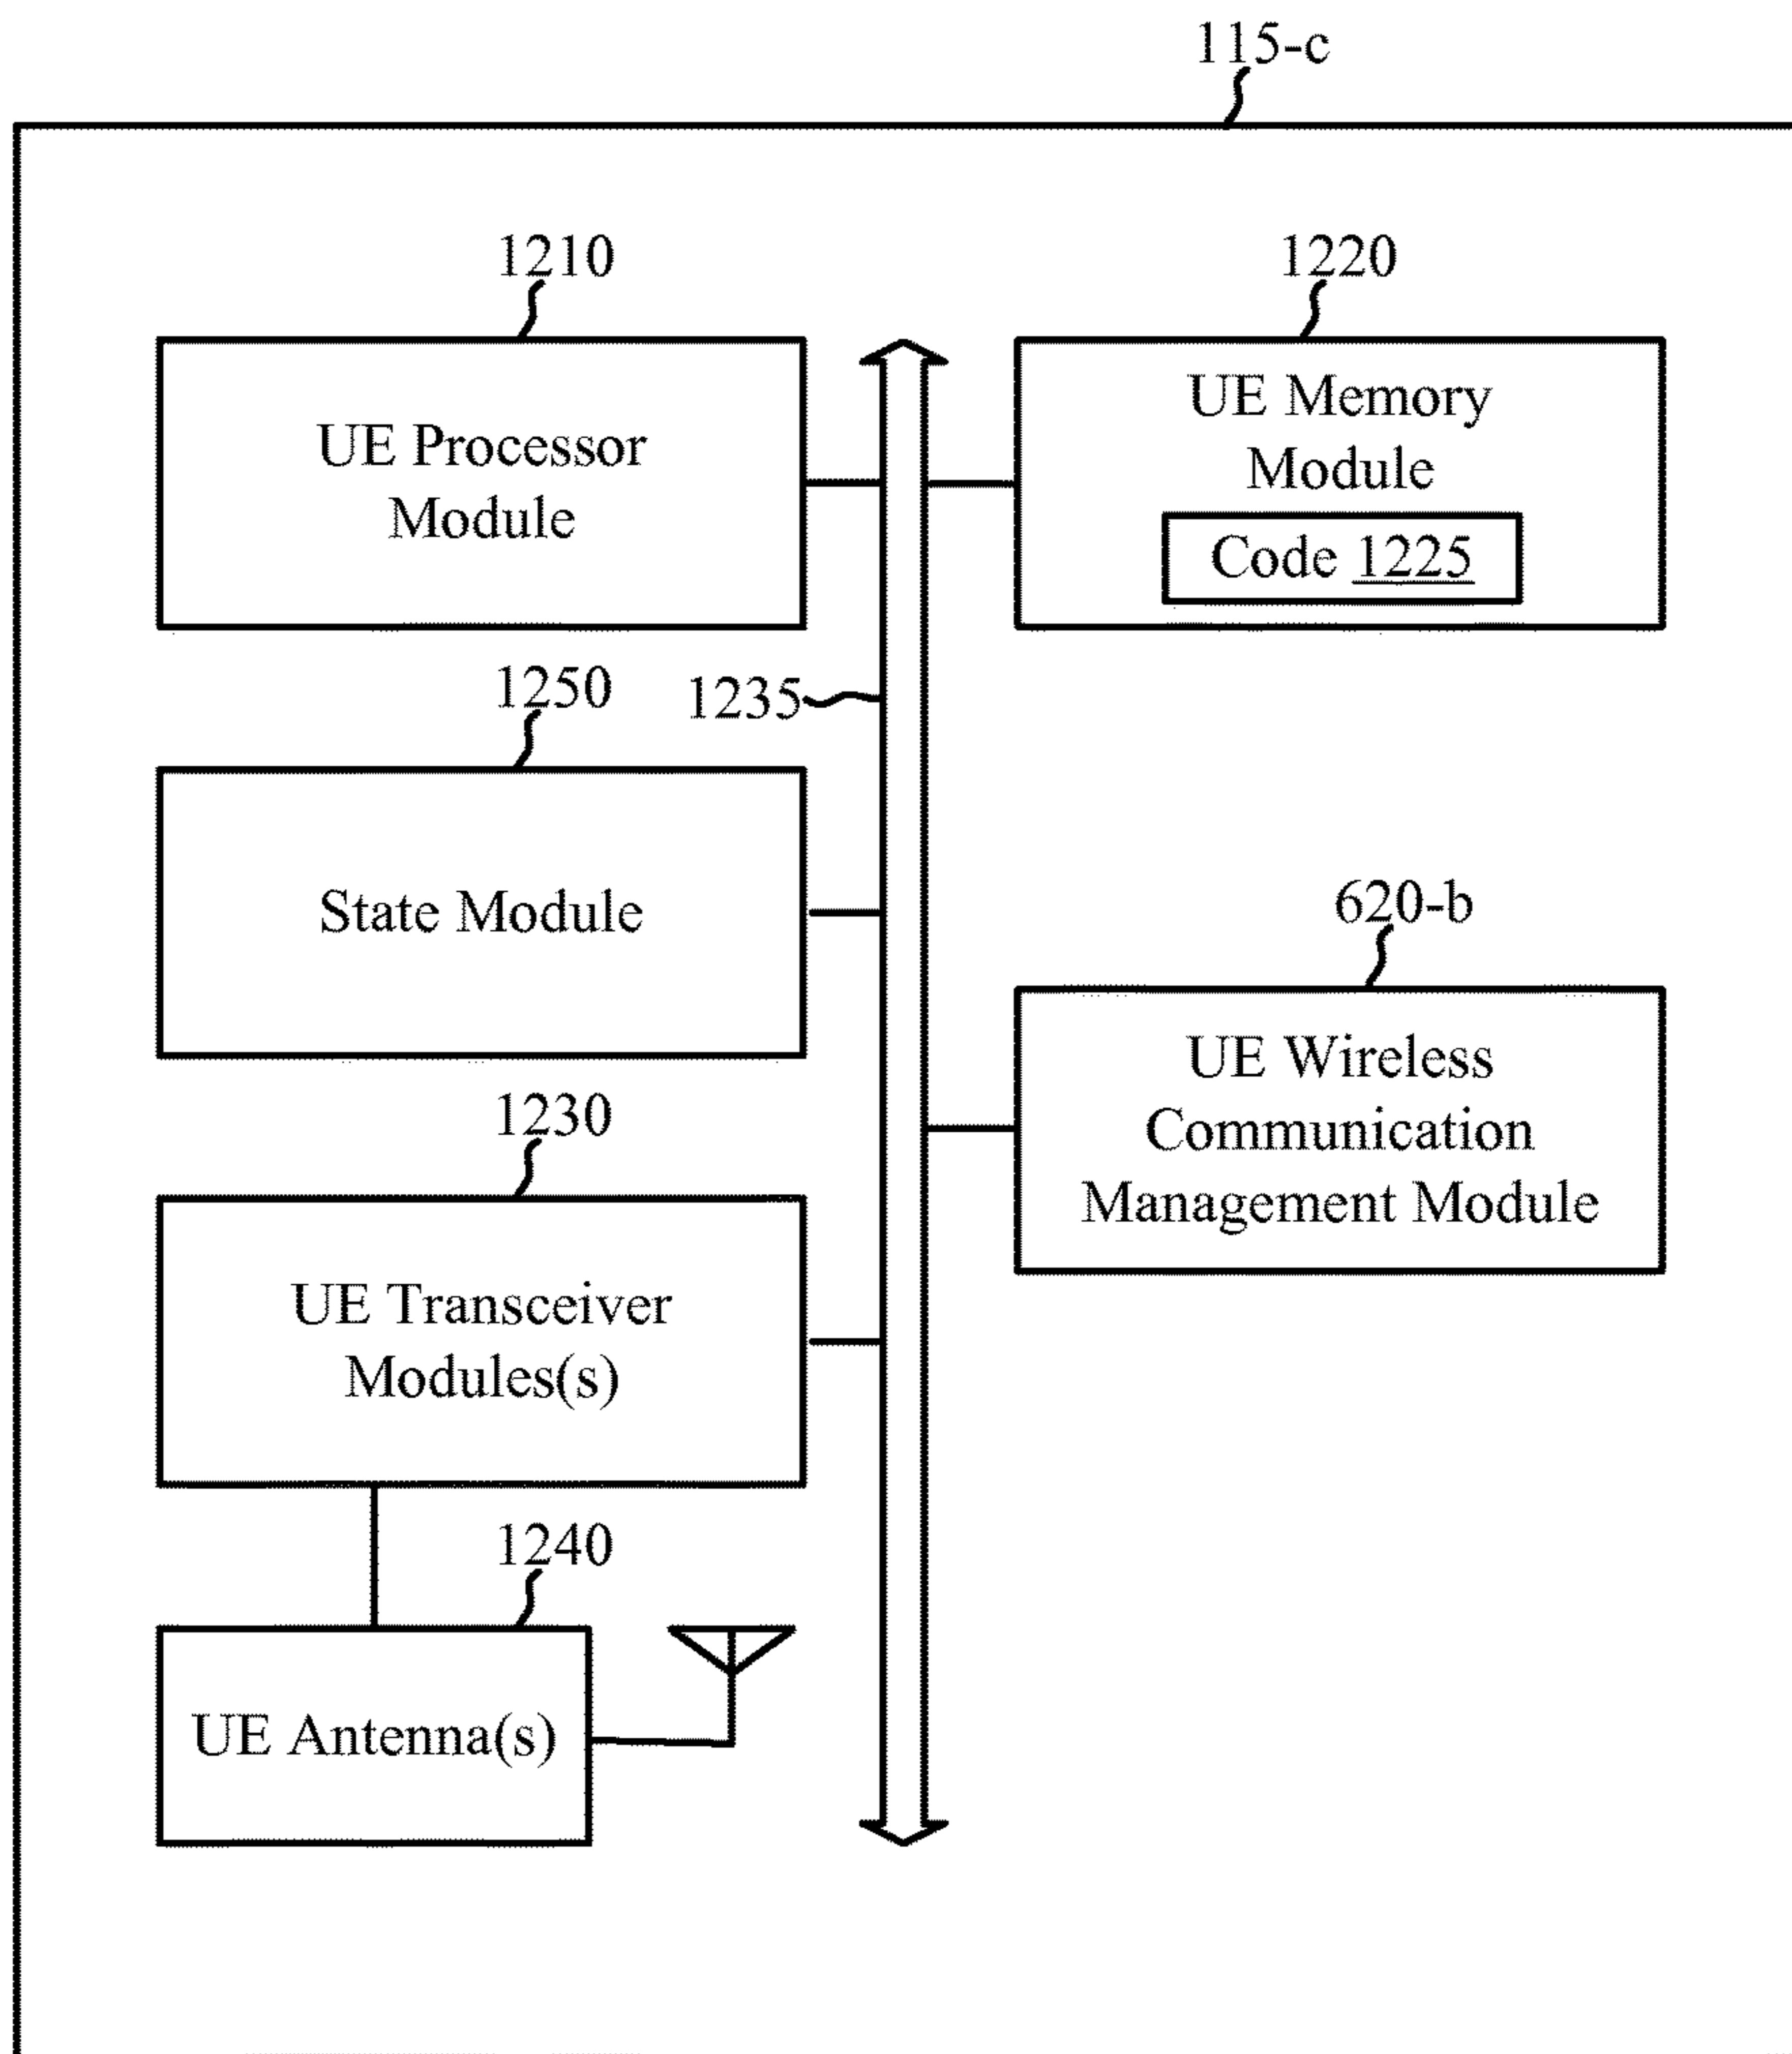 115-c
1210
UE Processor
Module
1220
UE Memory
Module
Code 1225
1250
1235
State Module
620-b
UE Wireless
Communication
Management Module
1230
UE Transceiver
Modules(s)
1240
UE Antenna(s)